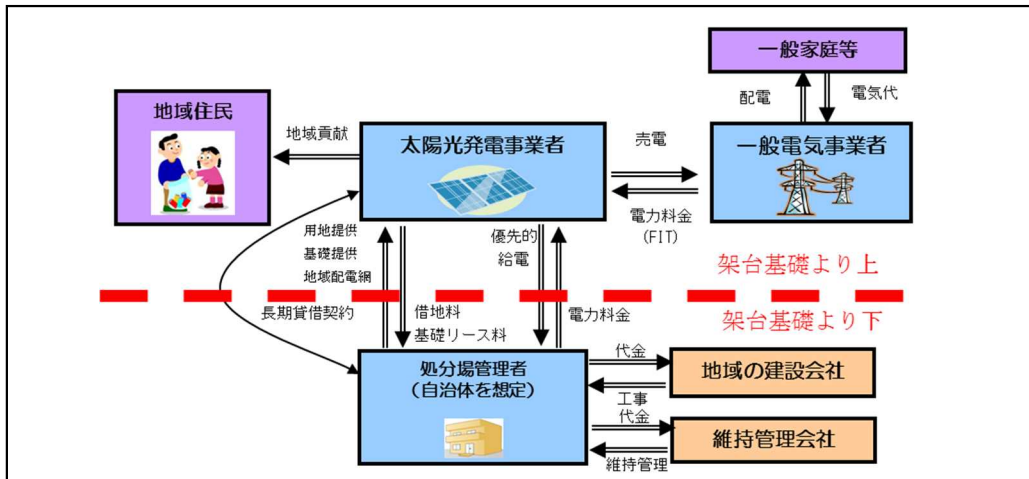 一般家庭等
配電
電気代
地域住民
地域貢献
太陽光発電事業者
売電
一般電気事業者
電力料金
(FIT)
用地提供
基礎提供
地域配電網
優先的
給電
架台基礎より上
長期貸借契約
借地料
基礎リース料
電力料金
架台基礎より下
処分場管理者
(自治体を想定)
代金
地域の建設会社
工事
代金
維持管理会社
維持管理